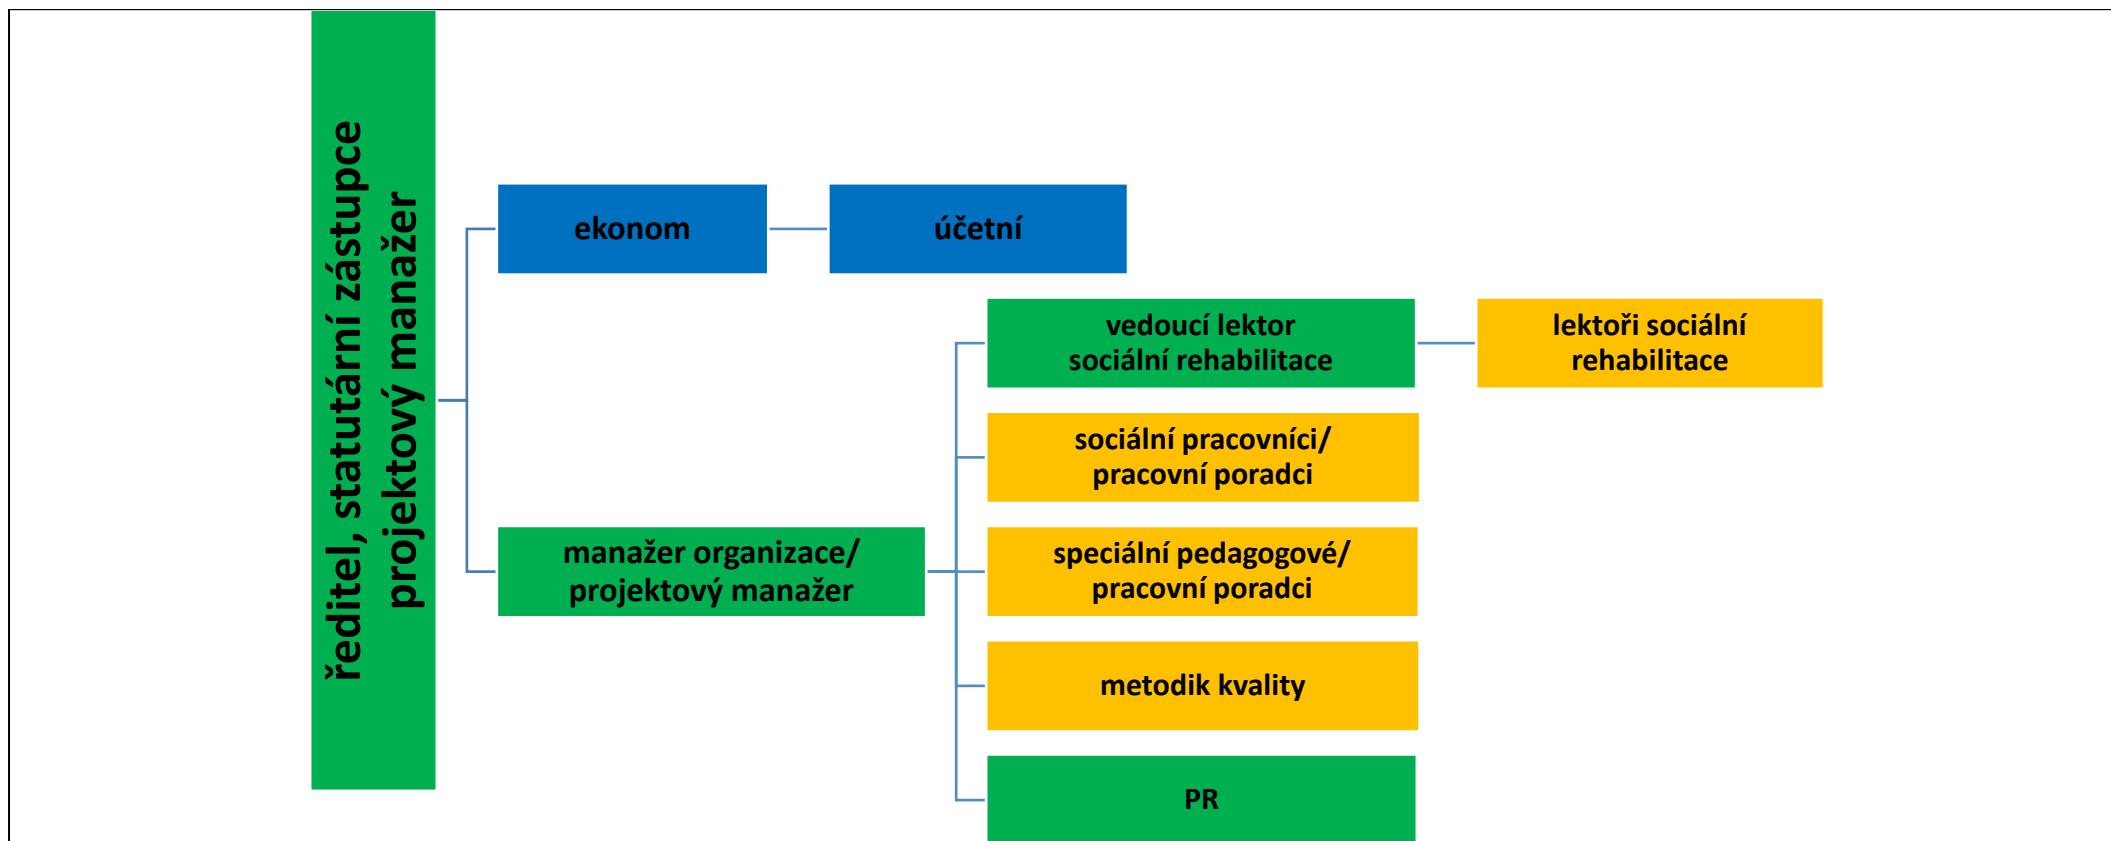 ředitel, statutární zástupce
projektový manažer
ekonom
účetní
vedoucí lektor
sociální rehabilitace
lektoři sociální
rehabilitace
sociální pracovníci/
pracovní poradci
manažer organizace/
projektový manažer
speciální pedagogové/
pracovní poradci
metodik kvality
PR